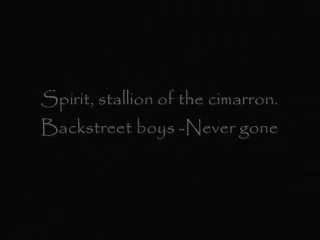 Spirit, stallion of the cimarron.
Backstreet boys -Never gone